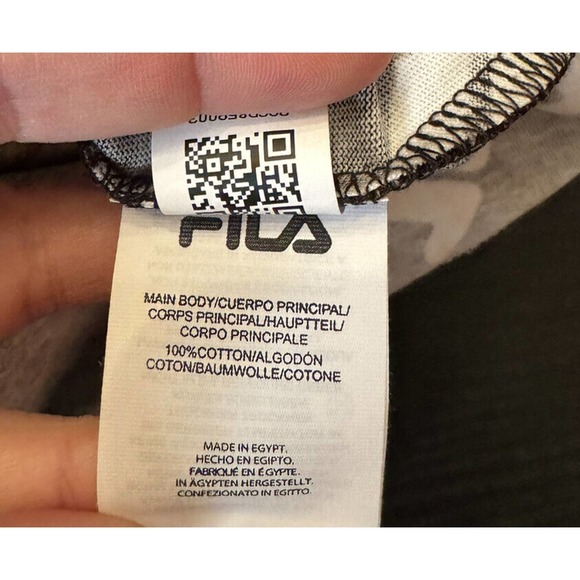 FILA
MAIN BODY/CUERPO PRINCIPAL/
CORPS PRINCIPAL/HAUPTTEIL/
CORPO PRINCIPALE
100%COTTON/ALGODÓN
COTON/BAUMWOLLE/COTONE
MADE IN EGYPT.
HECHO EN EGIPTO.
FABRIQUÉ EN ÉGYPTE.
IN ÄGYPTEN HERGESTELLT.
CONFEZIONATO IN EGITTO.